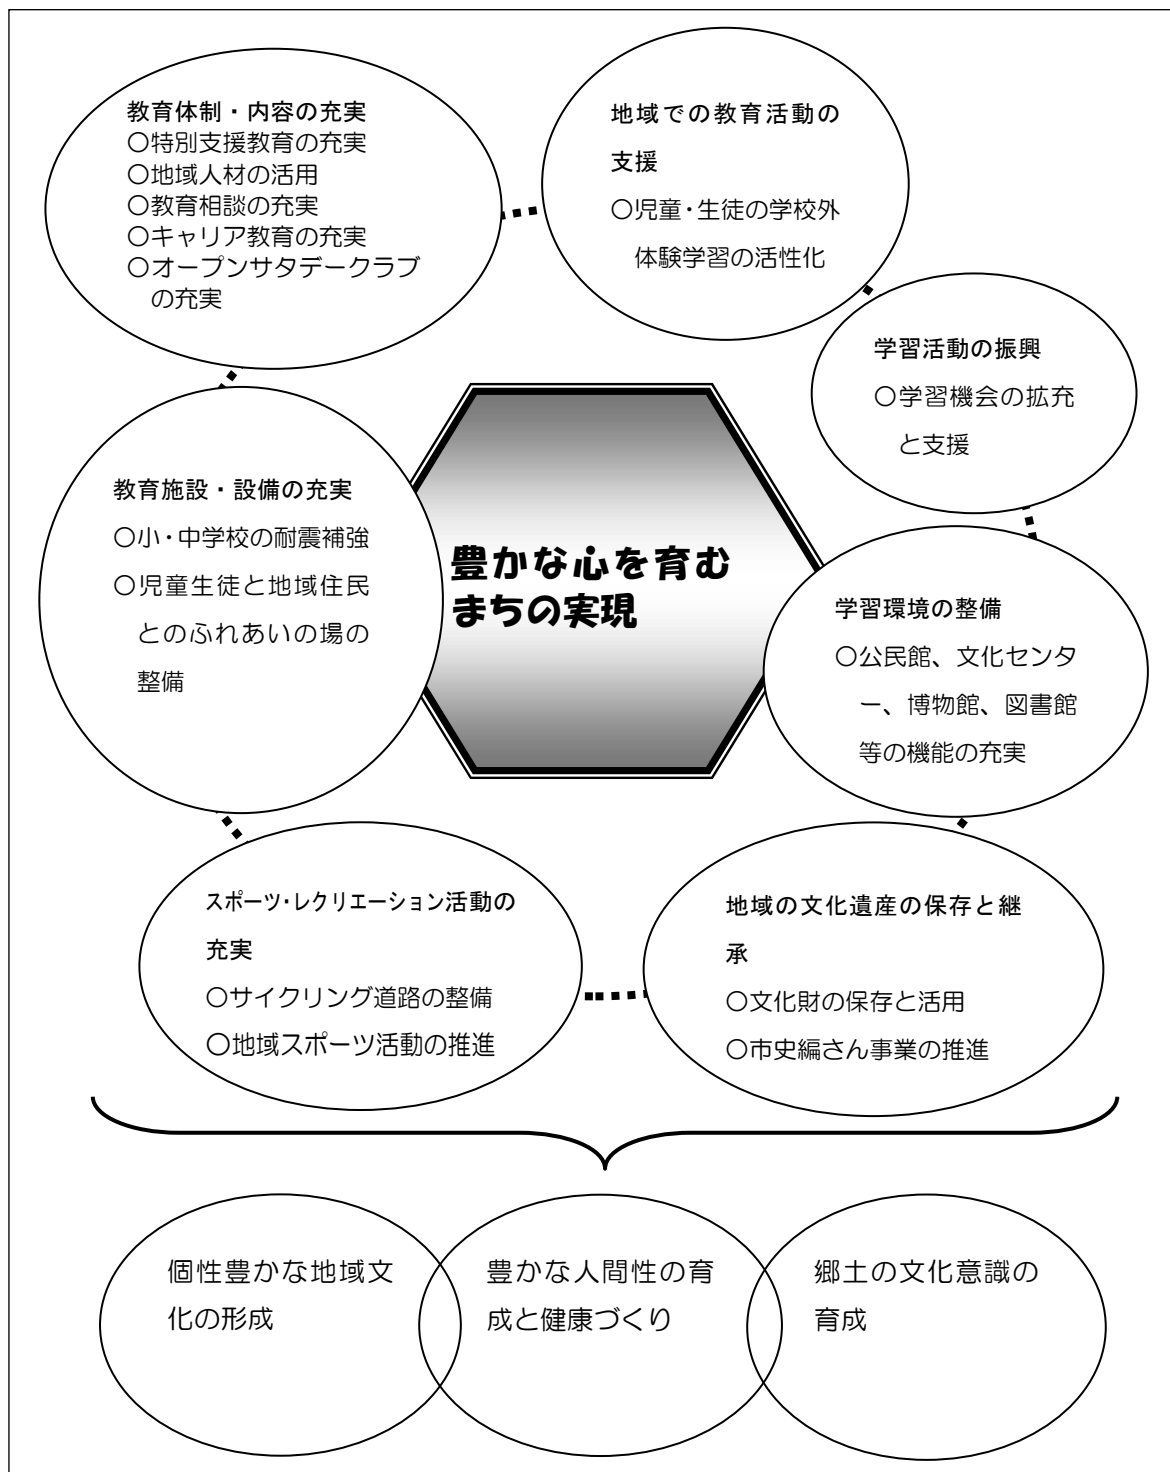 教育体制・内容の充実
〇特別支援教育の充実
〇地域人材の活用
〇教育相談の充実
〇キャリア教育の充実
〇オープンサタデークラブ
の充実
地域での教育活動の
支援
〇児童・生徒の学校外
体験学習の活性化
学習活動の振興
〇学習機会の拡充
と支援
教育施設・設備の充実
〇小・中学校の耐震補強
〇児童生徒と地域住民
とのふれあいの場の
整備
豊かな心を育む
まちの実現
学習環境の整備
〇公民館、文化センタ
ー、博物館、図書館
等の機能の充実
スポーツ・レクリエーション活動の
充実
〇サイクリング道路の整備
〇地域スポーツ活動の推進
地域の文化遺産の保存と継
承
〇文化財の保存と活用
〇市史編さん事業の推進
個性豊かな地域文
化の形成
豊かな人間性の育
成と健康づくり
郷土の文化意識の
育成